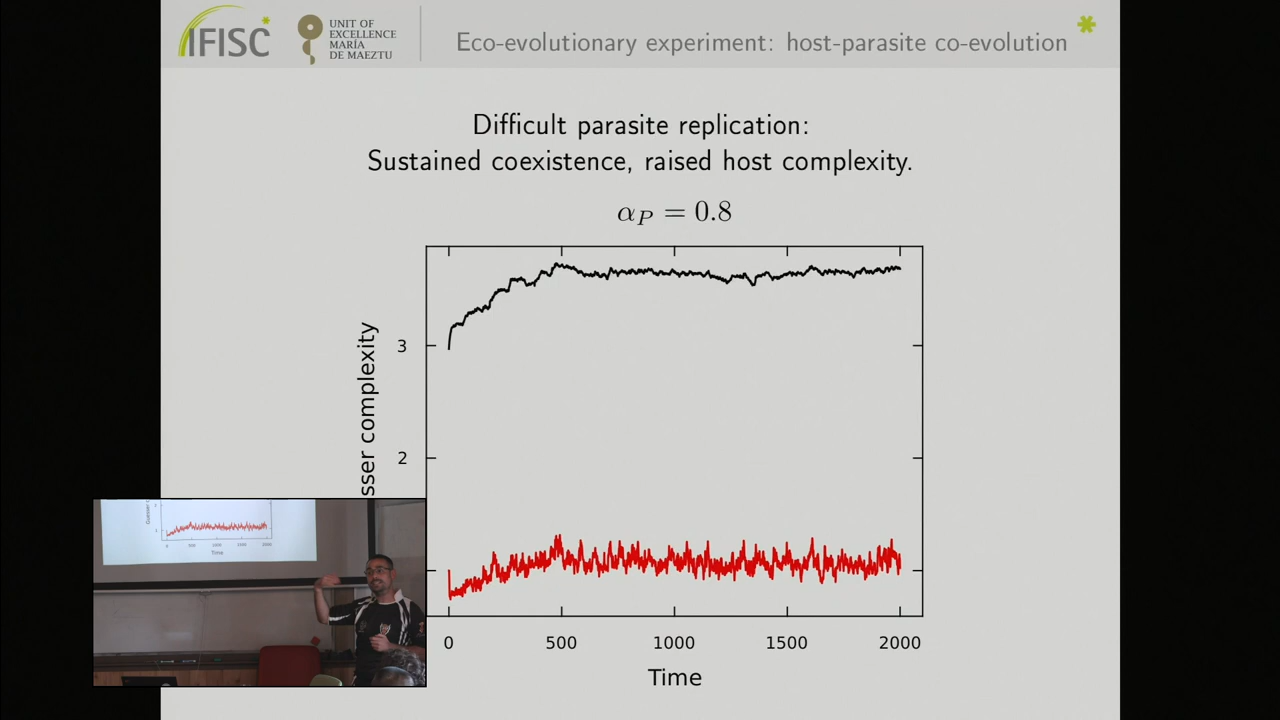 IFISC
UNIT OF
EXCELLENCE
MARÍA
DE MAEZTU
Eco-evolutionary experiment: host-parasite co-evolution
Difficult parasite replication:
Sustained coexistence, raised host complexity.
αP = 0.8
sser complexity
3
2
0 500 1000 1500 2000
Time
Time